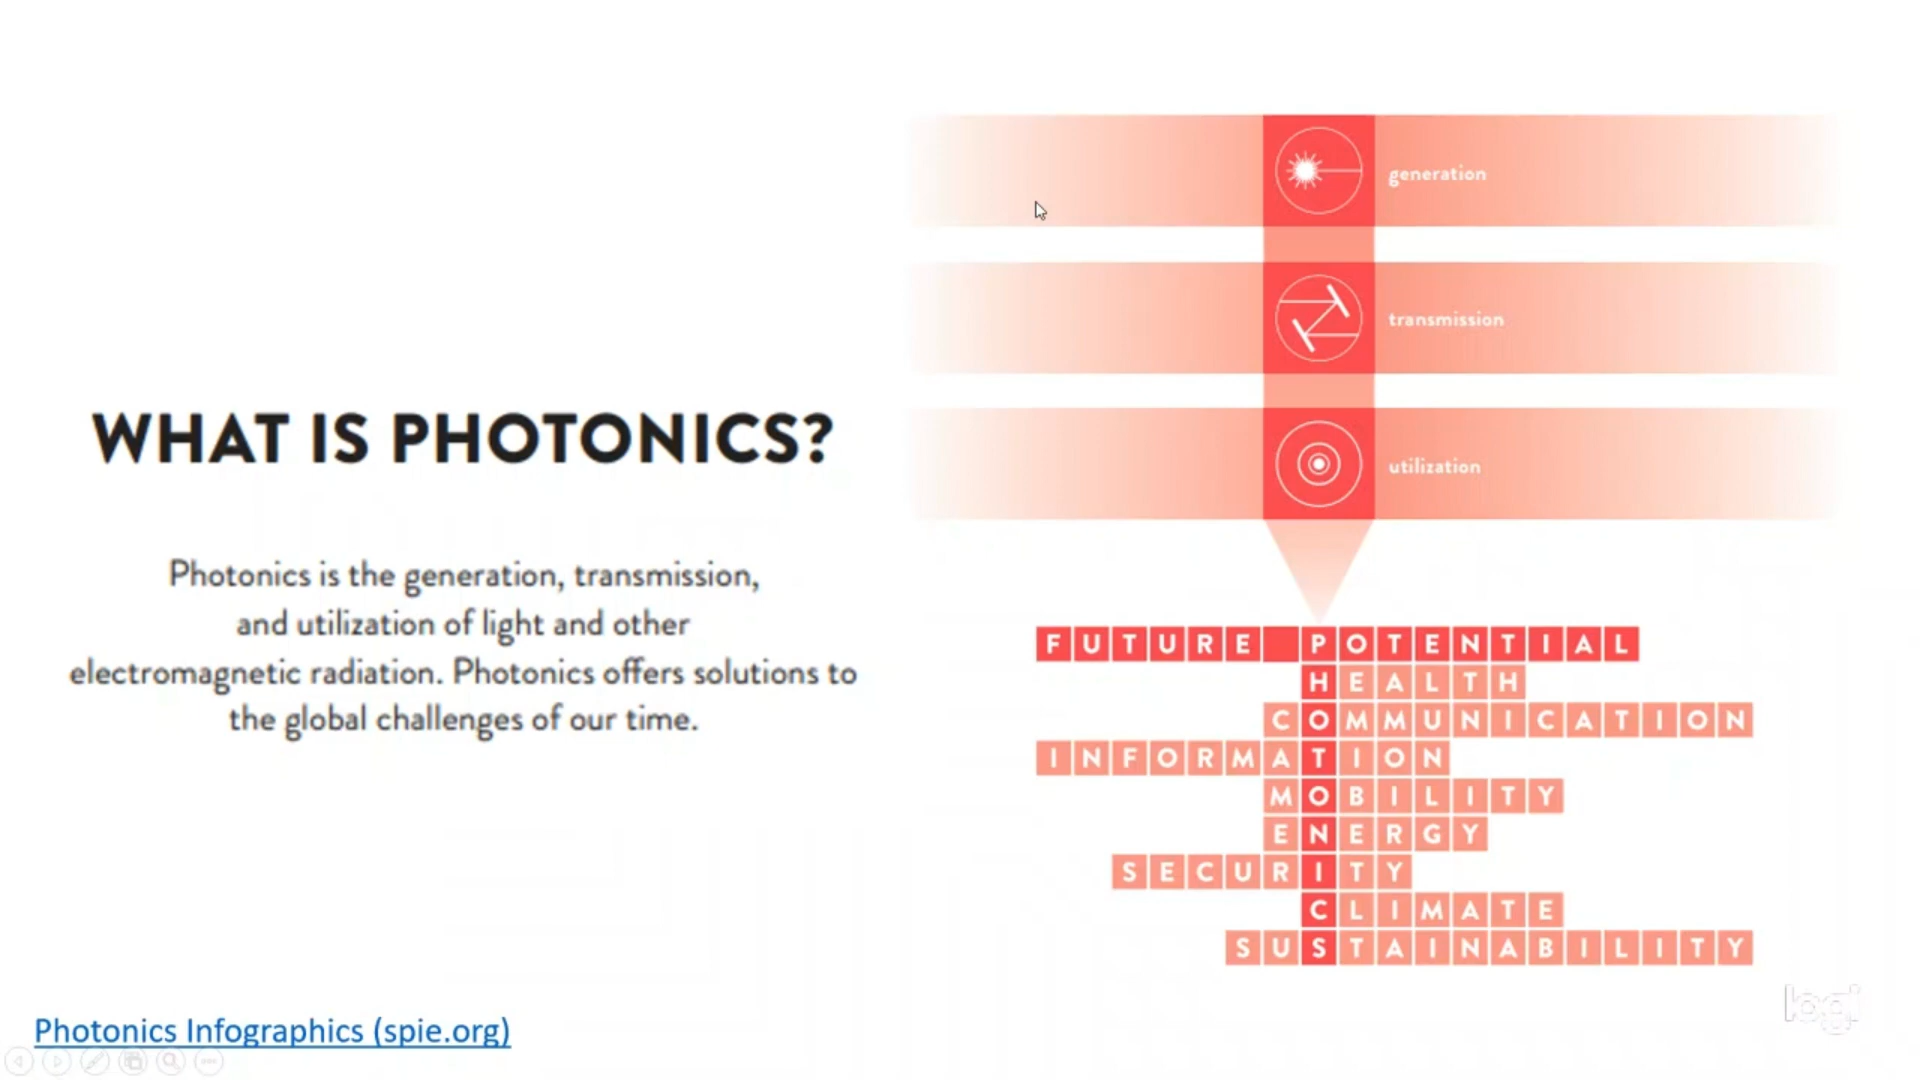 WHAT IS PHOTONICS?
Photonics is the generation, transmission,
and utilization of light and other
electromagnetic radiation. Photonics offers solutions to
the global challenges of our time.
generation
transmission
utilization
FUTURE POTENTIAL
HEALTH
COMMUNICATION
INFORMATION
MOBILITY
ENERGY
SECURITY
CLIMATE
SUSTAINABILITY
Photonics Infographics (spie.org)
logi